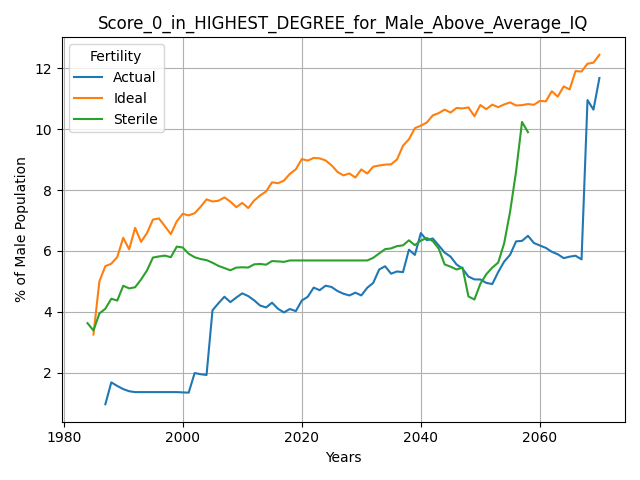 Score_0_in_HIGHEST_DEGREE_for_Male_Above_Average_IQ
Fertility
Actual
Ideal
Sterile
% of Male Population
12
10
8
6
4
2
1980
2000
2020
2040
2060
Years